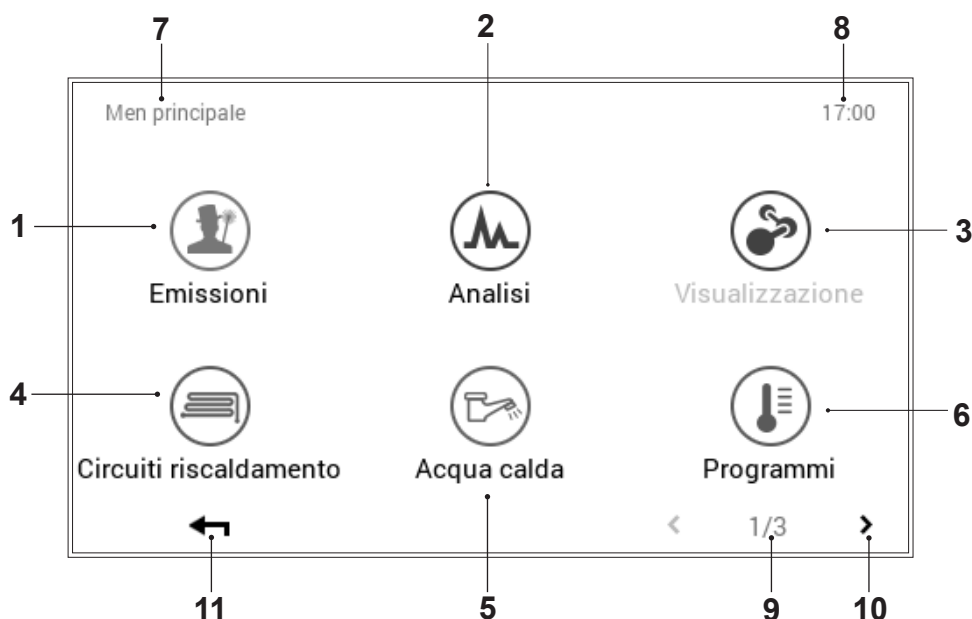 7 2 8
Men principale 17:00
1 3
Emissioni Analisi Visualizzazione
4 6
Circuiti riscaldamento Acqua calda Programmi
< 1/3 >
11 5 9 10